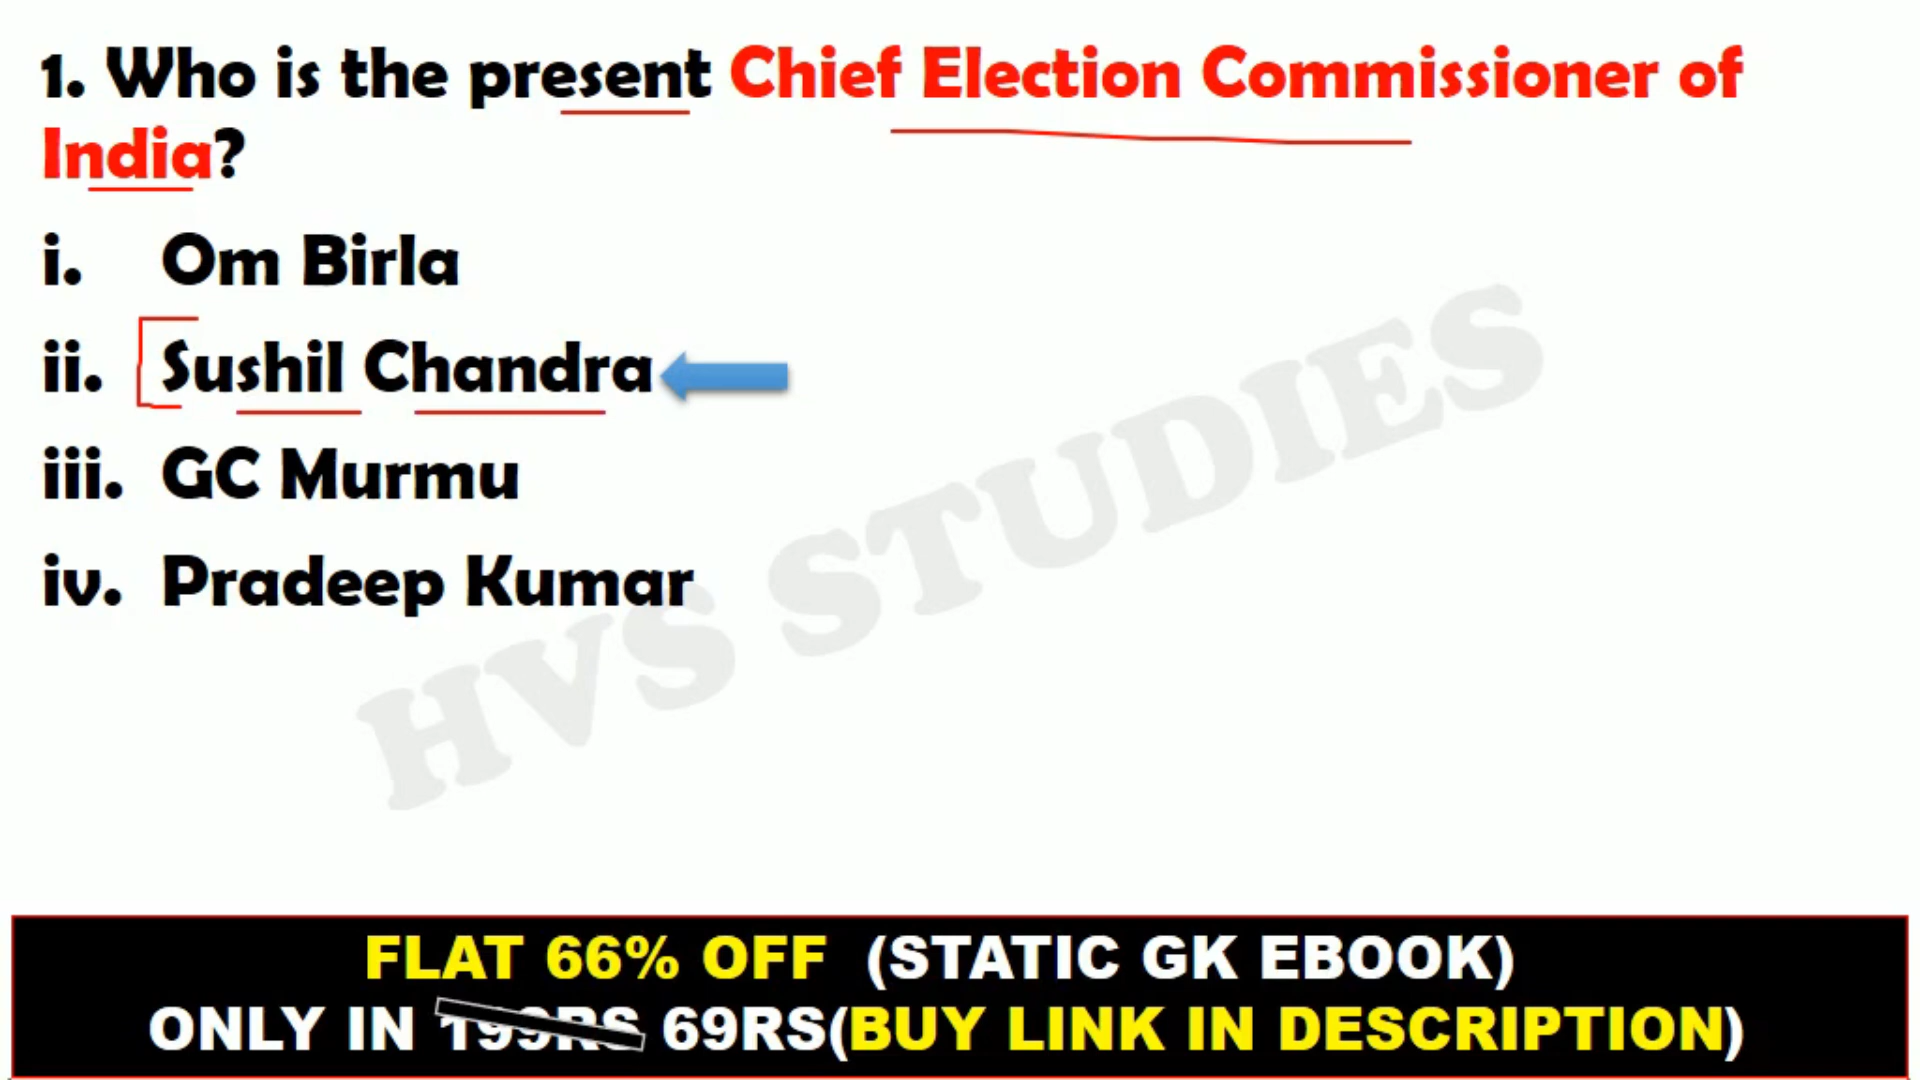 1. Who is the present Chief Election Commissioner of
India?
i. Om Birla
ii. Sushil Chandra
iii. GC Murmu
iv. Pradeep Kumar
HVS STUDIES
FLAT 66% OFF (STATIC GK EBOOK)
ONLY IN 199RS 69RS(BUY LINK IN DESCRIPTION)